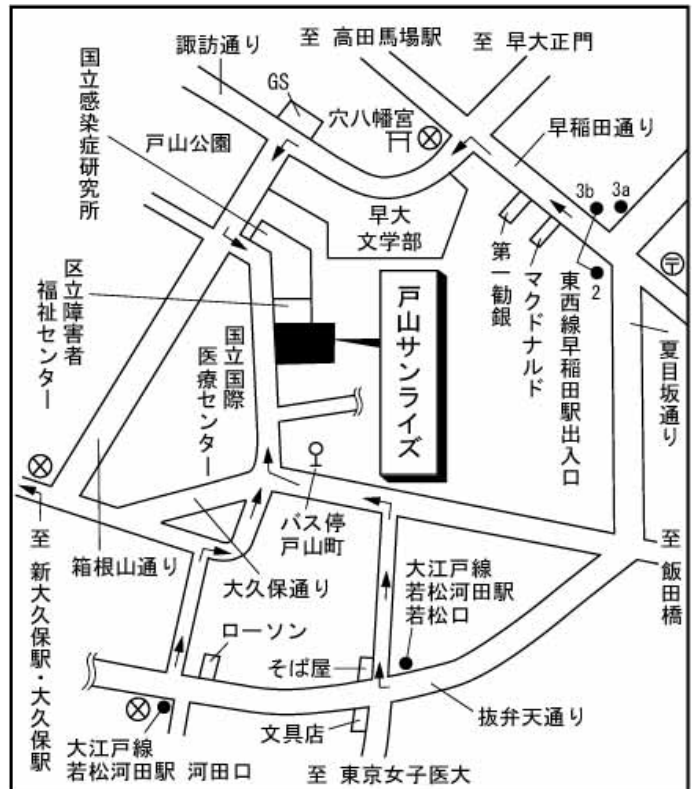 至 高田馬場駅
至 早大正門
諏訪通り
GS
穴八幡宮
早稲田通り
国立感染症研究所
戸山公園
3b
3a
早大
文学部
第一勧銀
マクドナルド
東西線早稲田駅出入口
2
〒
夏目坂通り
区立障害者
福祉センター
国立国際
医療センター
戸山サンライズ
バス停
戸山町
至 新大久保駅・大久保駅
箱根山通り
大久保通り
大江戸線
若松河田駅
若松口
至 飯田橋
ローソン
そば屋
抜弁天通り
文具店
大江戸線
若松河田駅 河田口
至 東京女子医大